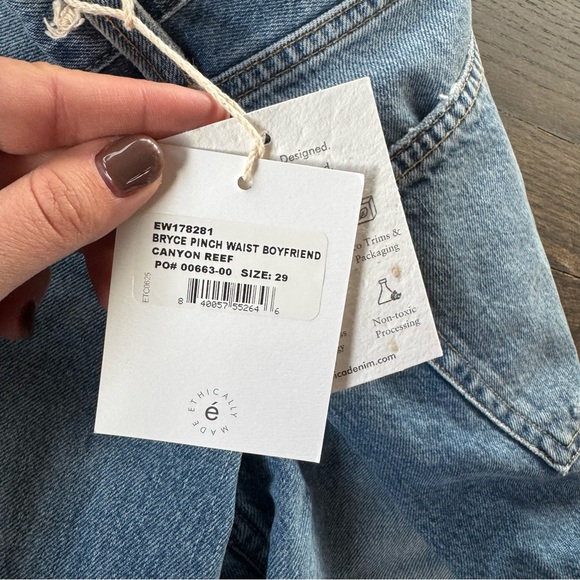 EW178281
BRYCE PINCH WAIST BOYFRIEND
CANYON REEF
PO# 00663-00 SIZE: 29
ETC0625
8 40057 55264 6
ETHICALLY MADE
é
Designed.
Trims &
Packaging
Non-toxic
Processing